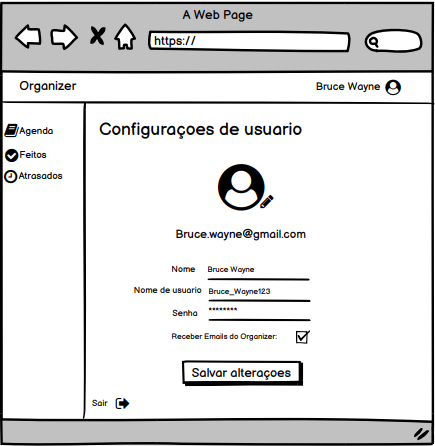 A Web Page
https://
Organizer
Bruce Wayne
Agenda
Feitos
Atrasados
Configuraçoes de usuario
Bruce.wayne@gmail.com
Nome Bruce Wayne
Nome de usuario Bruce_Wayne123
Senha ********
Receber Emails do Organizer:
Salvar alteraçoes
Sair